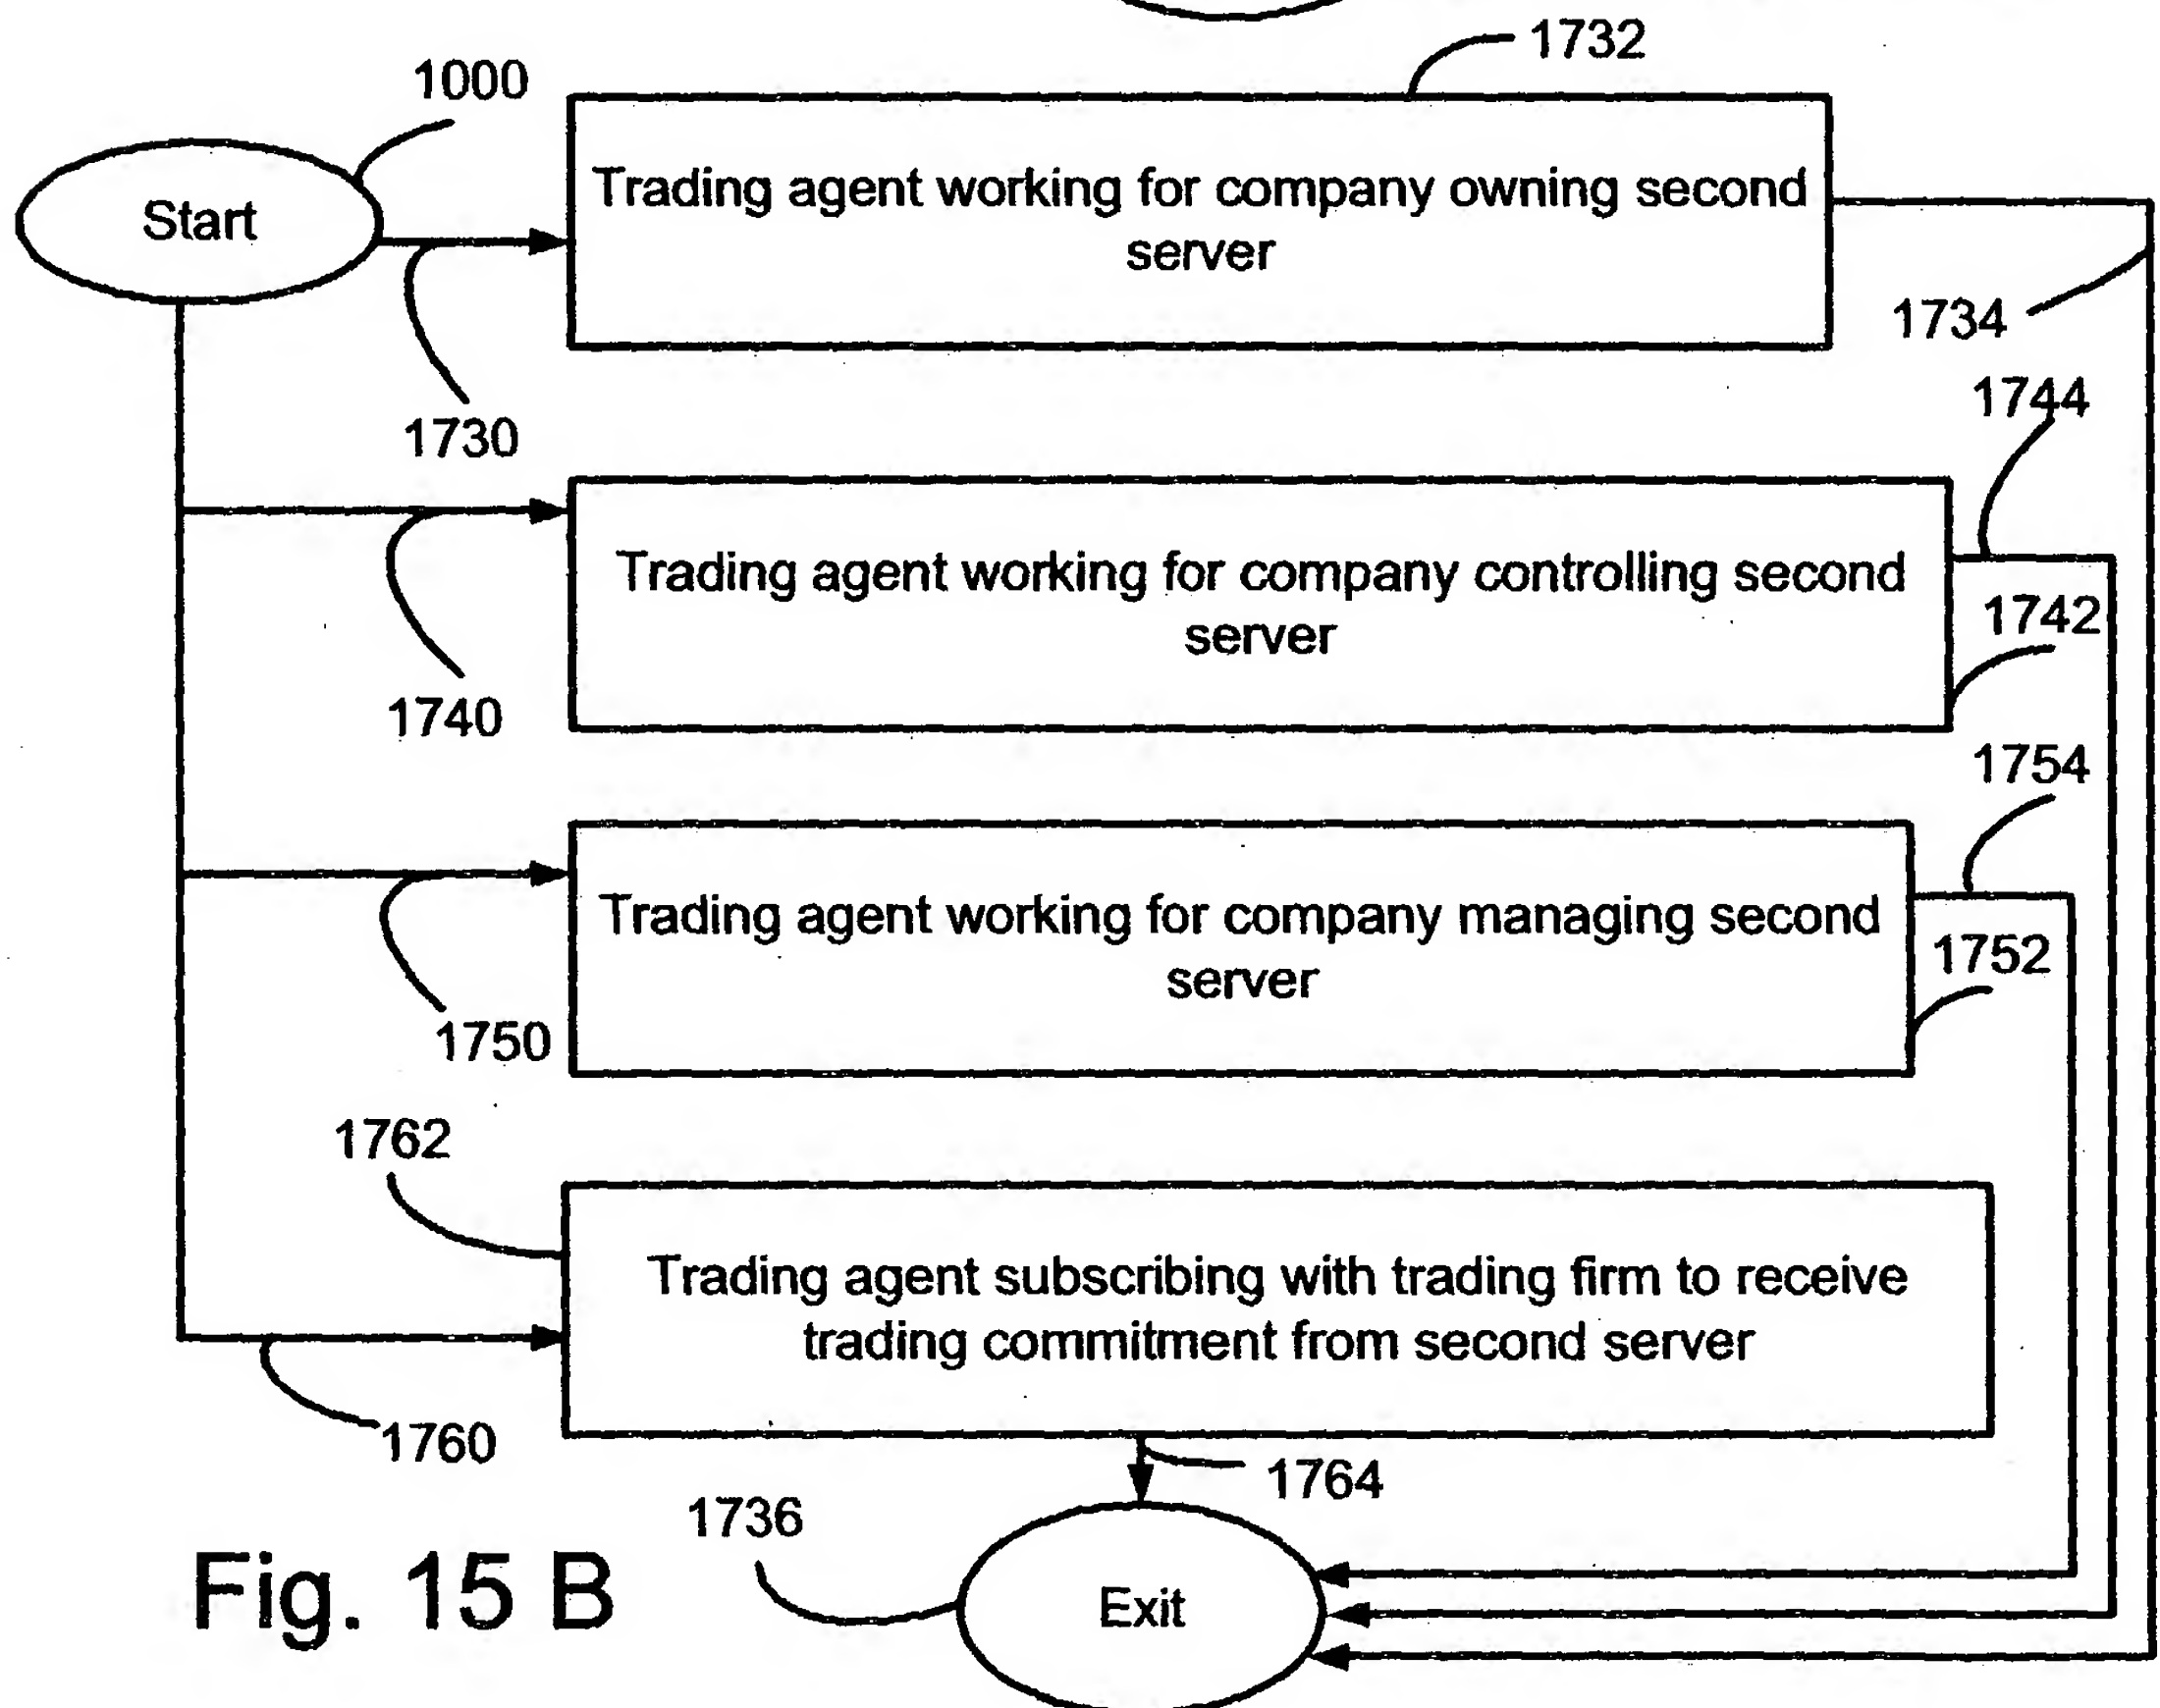 1732
1000
Start
Trading agent working for company owning second
server
1734
1730
1744
Trading agent working for company controlling second
server
1742
1740
1754
Trading agent working for company managing second
server
1752
1750
1762
Trading agent subscribing with trading firm to receive
trading commitment from second server
1760
1764
1736
Exit
Fig. 15 B